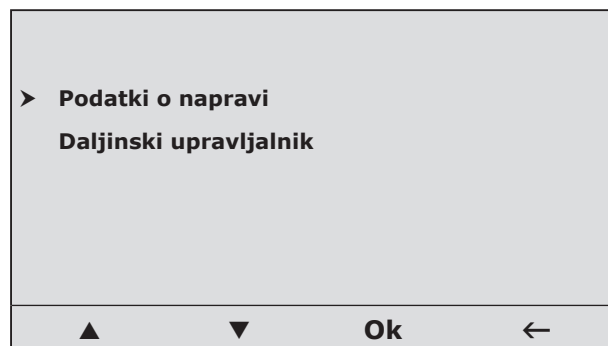 ➤ Podatki o napravi
Daljinski upravljalnik
▲ ▼ Ok ←